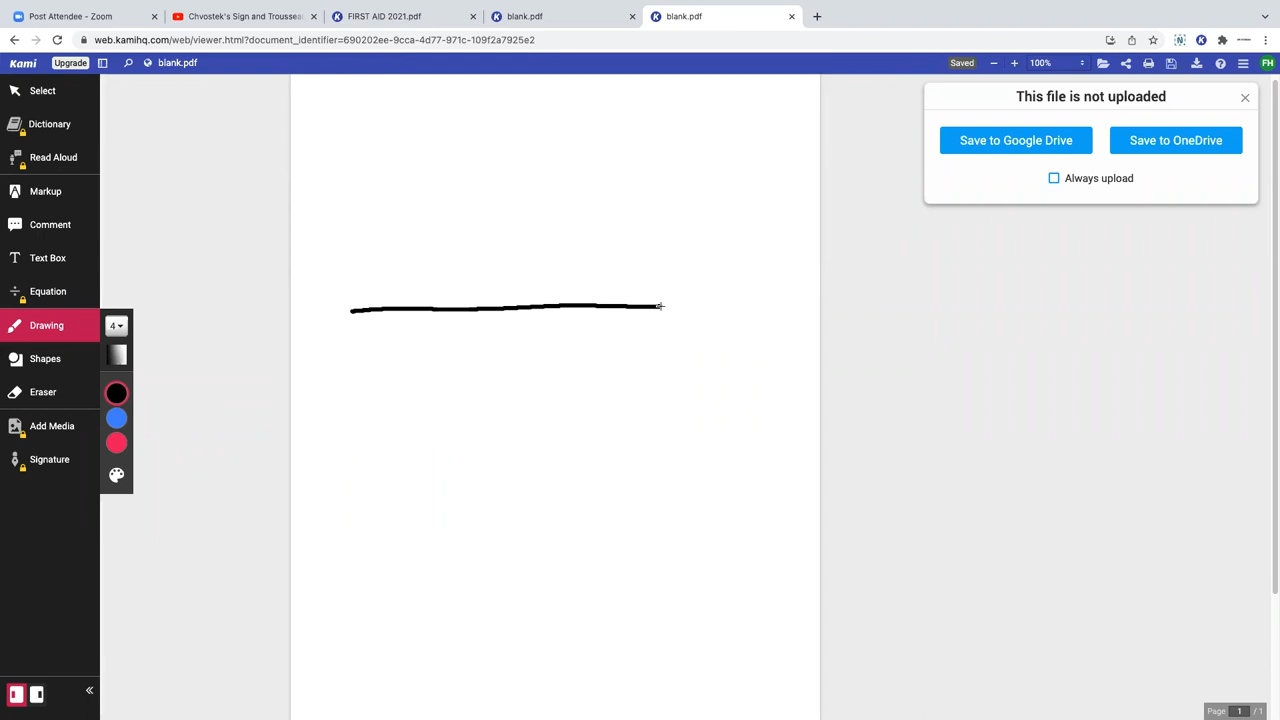 Post Attendee - Zoom
Chvostek's Sign and Trousseau
FIRST AID 2021.pdf
blank.pdf
blank.pdf
web.kamihq.com/web/viewer.html?document_identifier=690202ee-9cca-4d77-971c-109f2a7925e2
Kami
Upgrade
blank.pdf
Saved
100%
FH
Select
Dictionary
Read Aloud
Markup
Comment
Text Box
Equation
Drawing
4
Shapes
Eraser
Add Media
Signature
This file is not uploaded
Save to Google Drive
Save to OneDrive
Always upload
Page 1 / 1